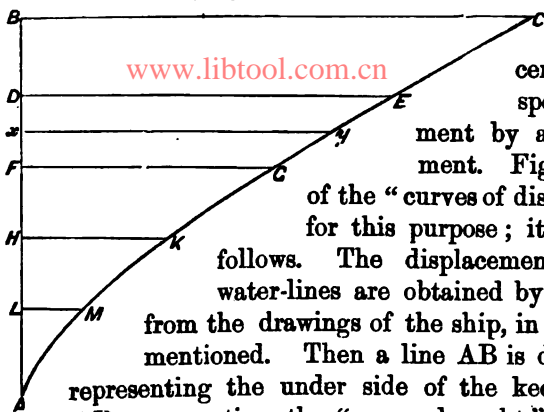 B C
www.libtool.com.cn
D E
x y
F G
H K
L M
A
cer
spe
ment by a
ment. Fig
of the "curves of dis
for this purpose; it
follows. The displacemen
water-lines are obtained by
from the drawings of the ship, in
mentioned. Then a line AB is d
representing the under side of the kee